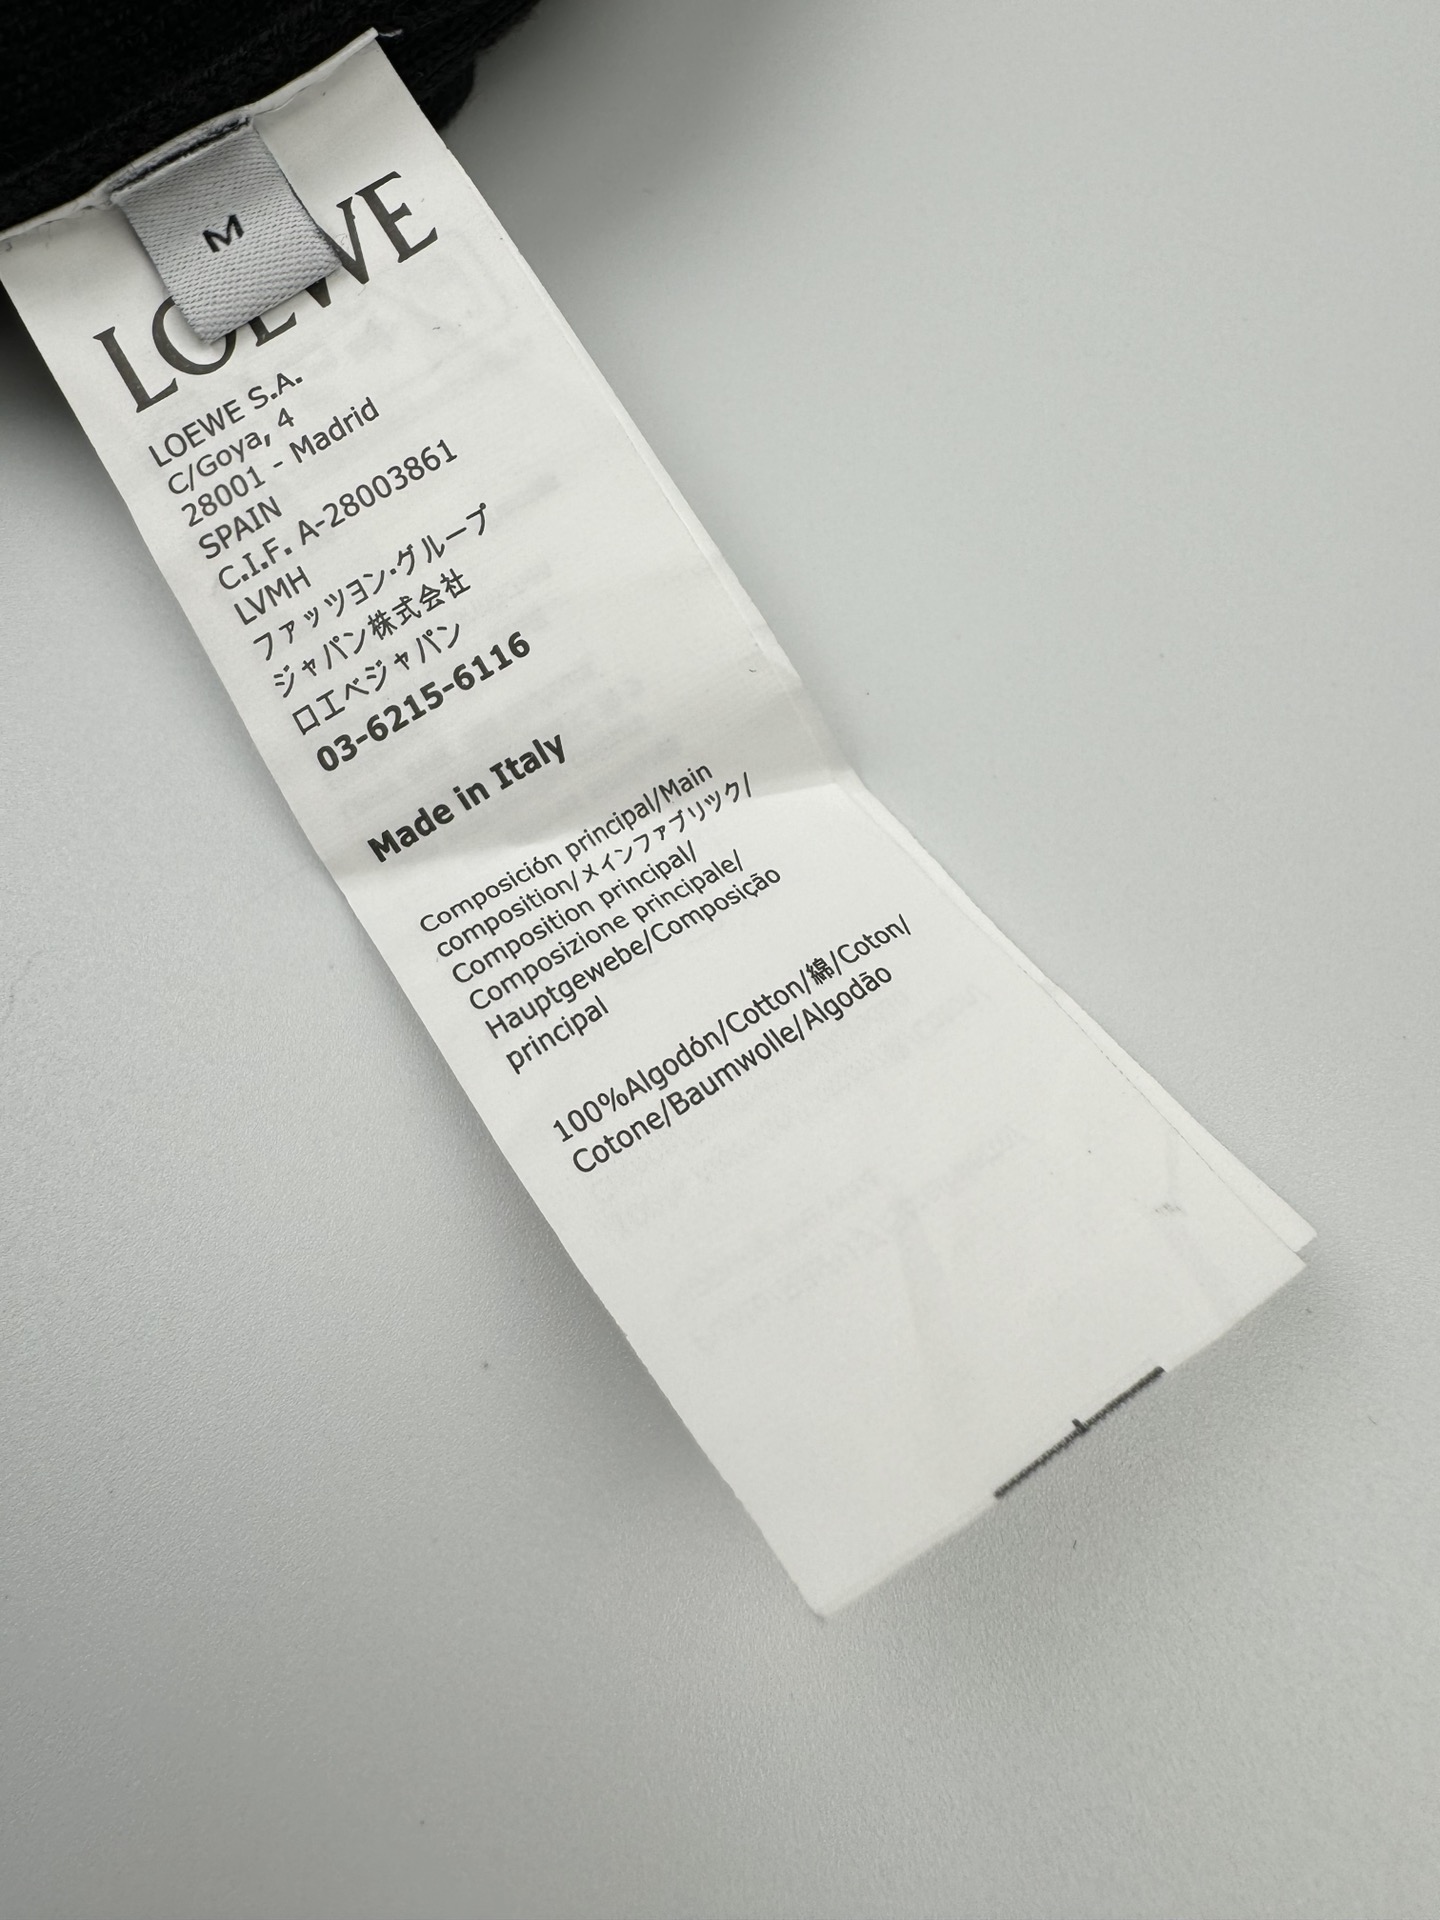 M
LOEWE
LOEWE S.A.
C/Goya, 4
28001 - Madrid
SPAIN
C.I.F. A-28003861
LVMH
ファッツョン·グループ
ジャパン株式会社
ロエベジャパン
03-6215-6116
Made in Italy
Composición principal/Main
composition/メインファブリツク/
Composition principal/
Composizione principale/
Hauptgewebe/Composição
principal
100%Algodón/Cotton/綿/Coton/
Cotone/Baumwolle/Algodão